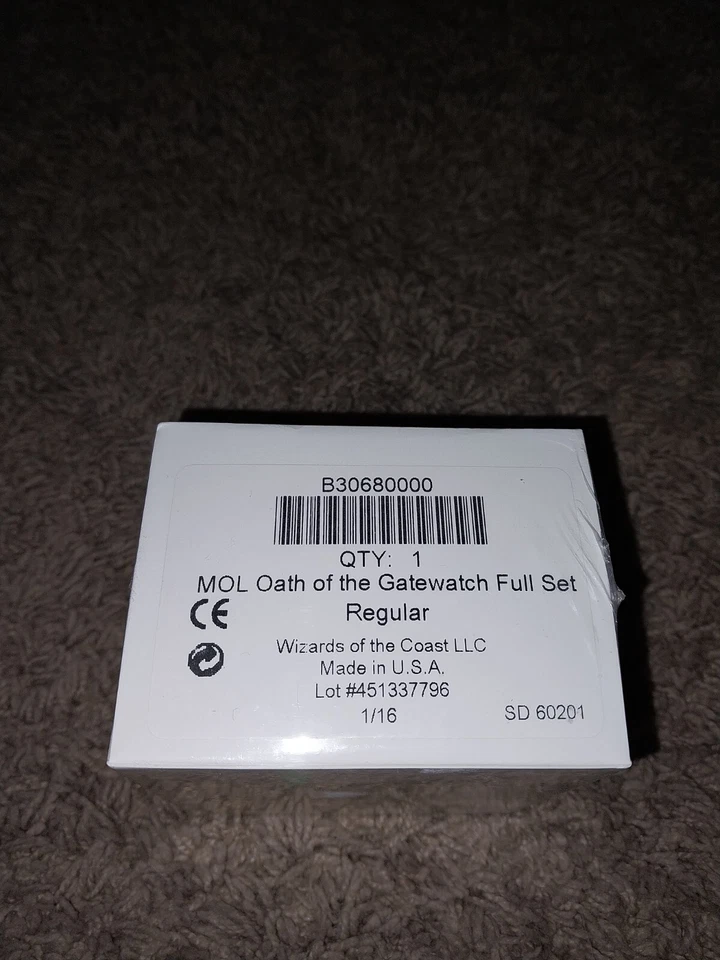 B30680000
QTY: 1
MOL Oath of the Gatewatch Full Set
CE
Regular
Wizards of the Coast LLC
Made in U.S.A.
Lot #451337796
1/16
SD 60201